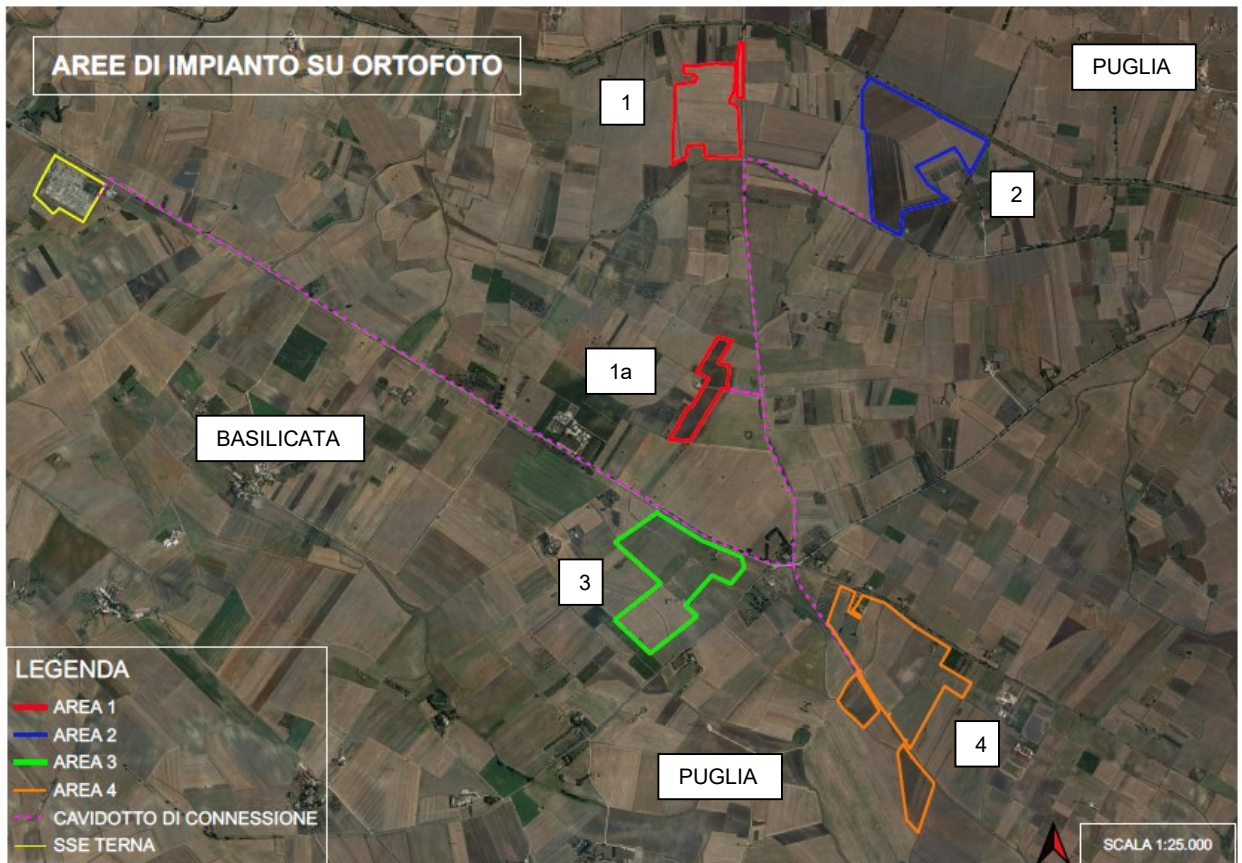 AREE DI IMPIANTO SU ORTOFOTO
PUGLIA
1
2
1a
BASILICATA
3
4
PUGLIA
LEGENDA
AREA 1
AREA 2
AREA 3
AREA 4
CAVIDOTTO DI CONNESSIONE
SSE TERNA
SCALA 1:25.000